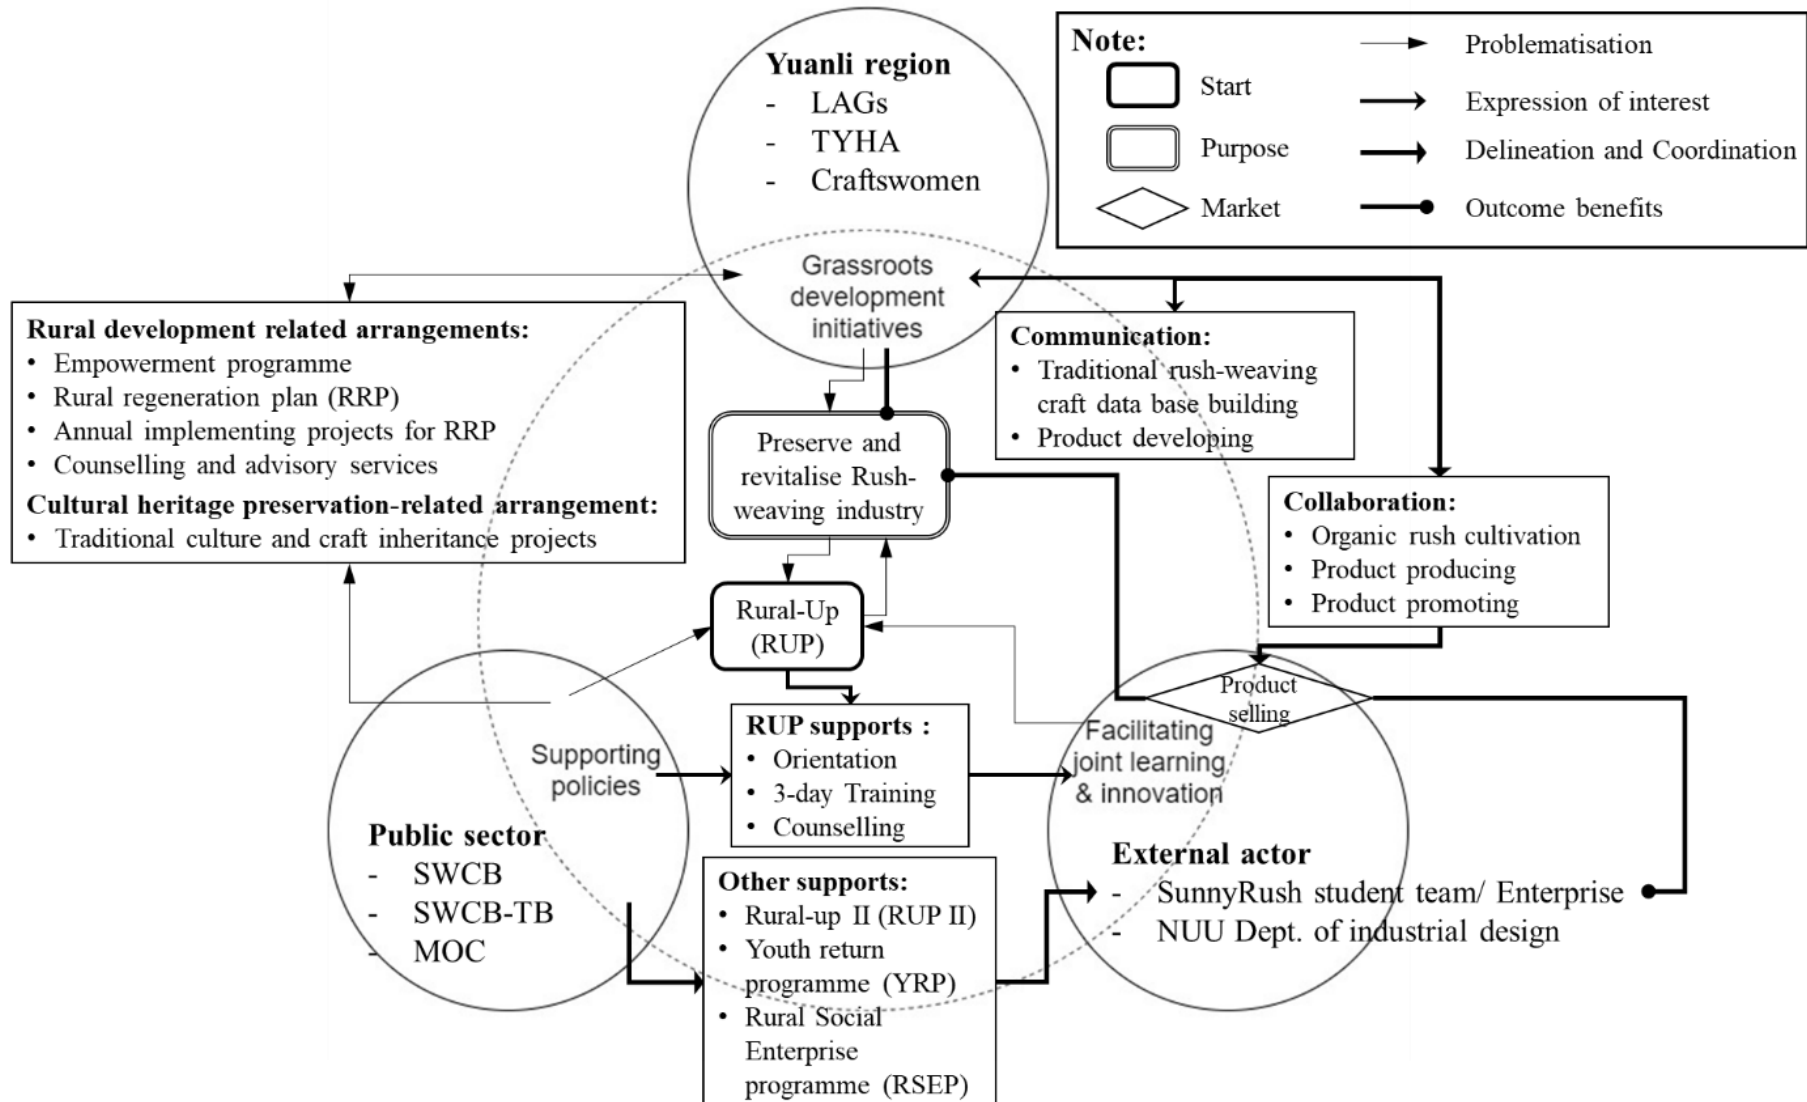 Yuanli region
- LAGs
- TYHA
- Craftswomen
Grassroots
development
initiatives
Note:
Start
Purpose
Market
Problematisation
Expression of interest
Delineation and Coordination
Outcome benefits
Rural development related arrangements:
• Empowerment programme
• Rural regeneration plan (RRP)
• Annual implementing projects for RRP
• Counselling and advisory services
Cultural heritage preservation-related arrangement:
• Traditional culture and craft inheritance projects
Communication:
• Traditional rush-weaving
craft data base building
• Product developing
Preserve and
revitalise Rush-
weaving industry
Collaboration:
• Organic rush cultivation
• Product producing
• Product promoting
Rural-Up
(RUP)
Product
selling
Supporting
policies
RUP supports :
• Orientation
• 3-day Training
• Counselling
Facilitating
joint learning
& innovation
Public sector
- SWCB
- SWCB-TB
- MOC
Other supports:
• Rural-up II (RUP II)
• Youth return
programme (YRP)
• Rural Social
Enterprise
programme (RSEP)
External actor
- SunnyRush student team/ Enterprise
- NUU Dept. of industrial design